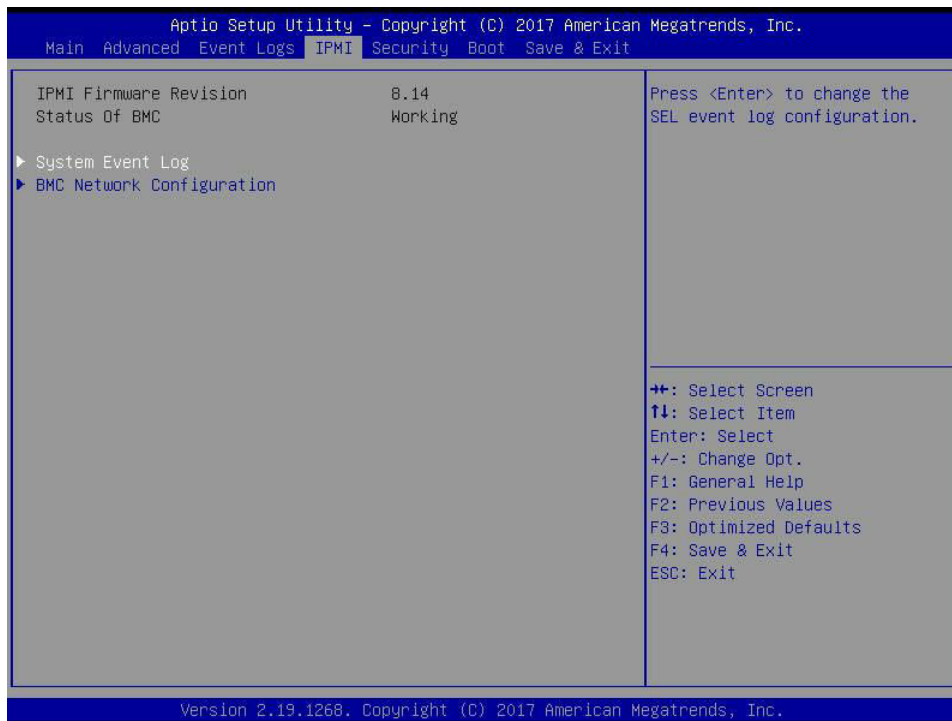 Aptio Setup Utility – Copyright (C) 2017 American Megatrends, Inc.
Main Advanced Event Logs IPMI Security Boot Save & Exit
IPMI Firmware Revision 8.14
Status Of BMC Working
System Event Log
BMC Network Configuration
Press <Enter> to change the
SEL event log configuration.
→←: Select Screen
↑↓: Select Item
Enter: Select
+/-: Change Opt.
F1: General Help
F2: Previous Values
F3: Optimized Defaults
F4: Save & Exit
ESC: Exit
Version 2.19.1268. Copyright (C) 2017 American Megatrends, Inc.